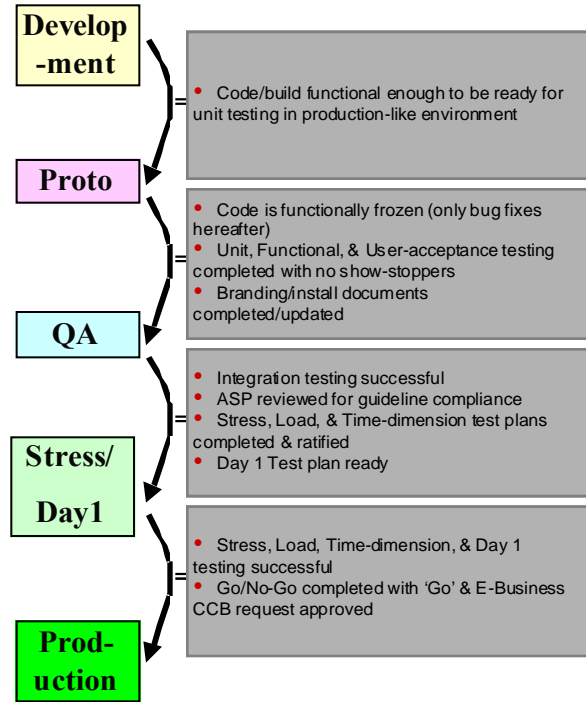 Develop
-ment
• Code/build functional enough to be ready for
unit testing in production-like environment
Proto
• Code is functionally frozen (only bug fixes
hereafter)
• Unit, Functional, & User-acceptance testing
completed with no show-stoppers
• Branding/install documents
completed/updated
QA
• Integration testing successful
• ASP reviewed for guideline compliance
• Stress, Load, & Time-dimension test plans
completed & ratified
• Day 1 Test plan ready
Stress/
Day1
• Stress, Load, Time-dimension, & Day 1
testing successful
• Go/No-Go completed with ‘Go’ & E-Business
CCB request approved
Prod-
uction